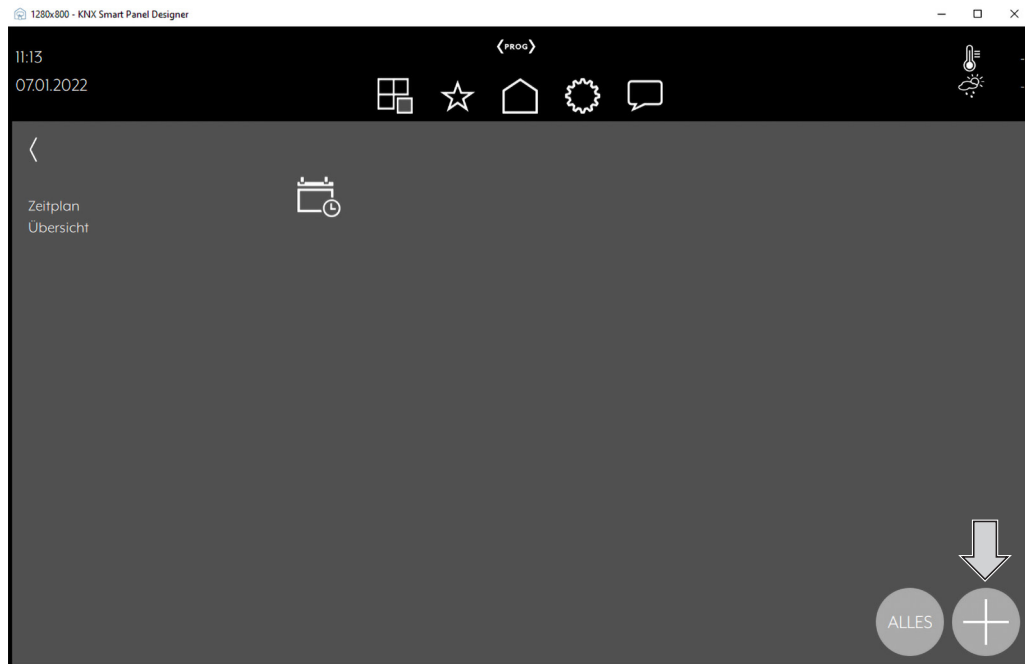 1280x800 - KNX Smart Panel Designer
11:13
PROG
07.01.2022
Zeitplan
Übersicht
ALLES